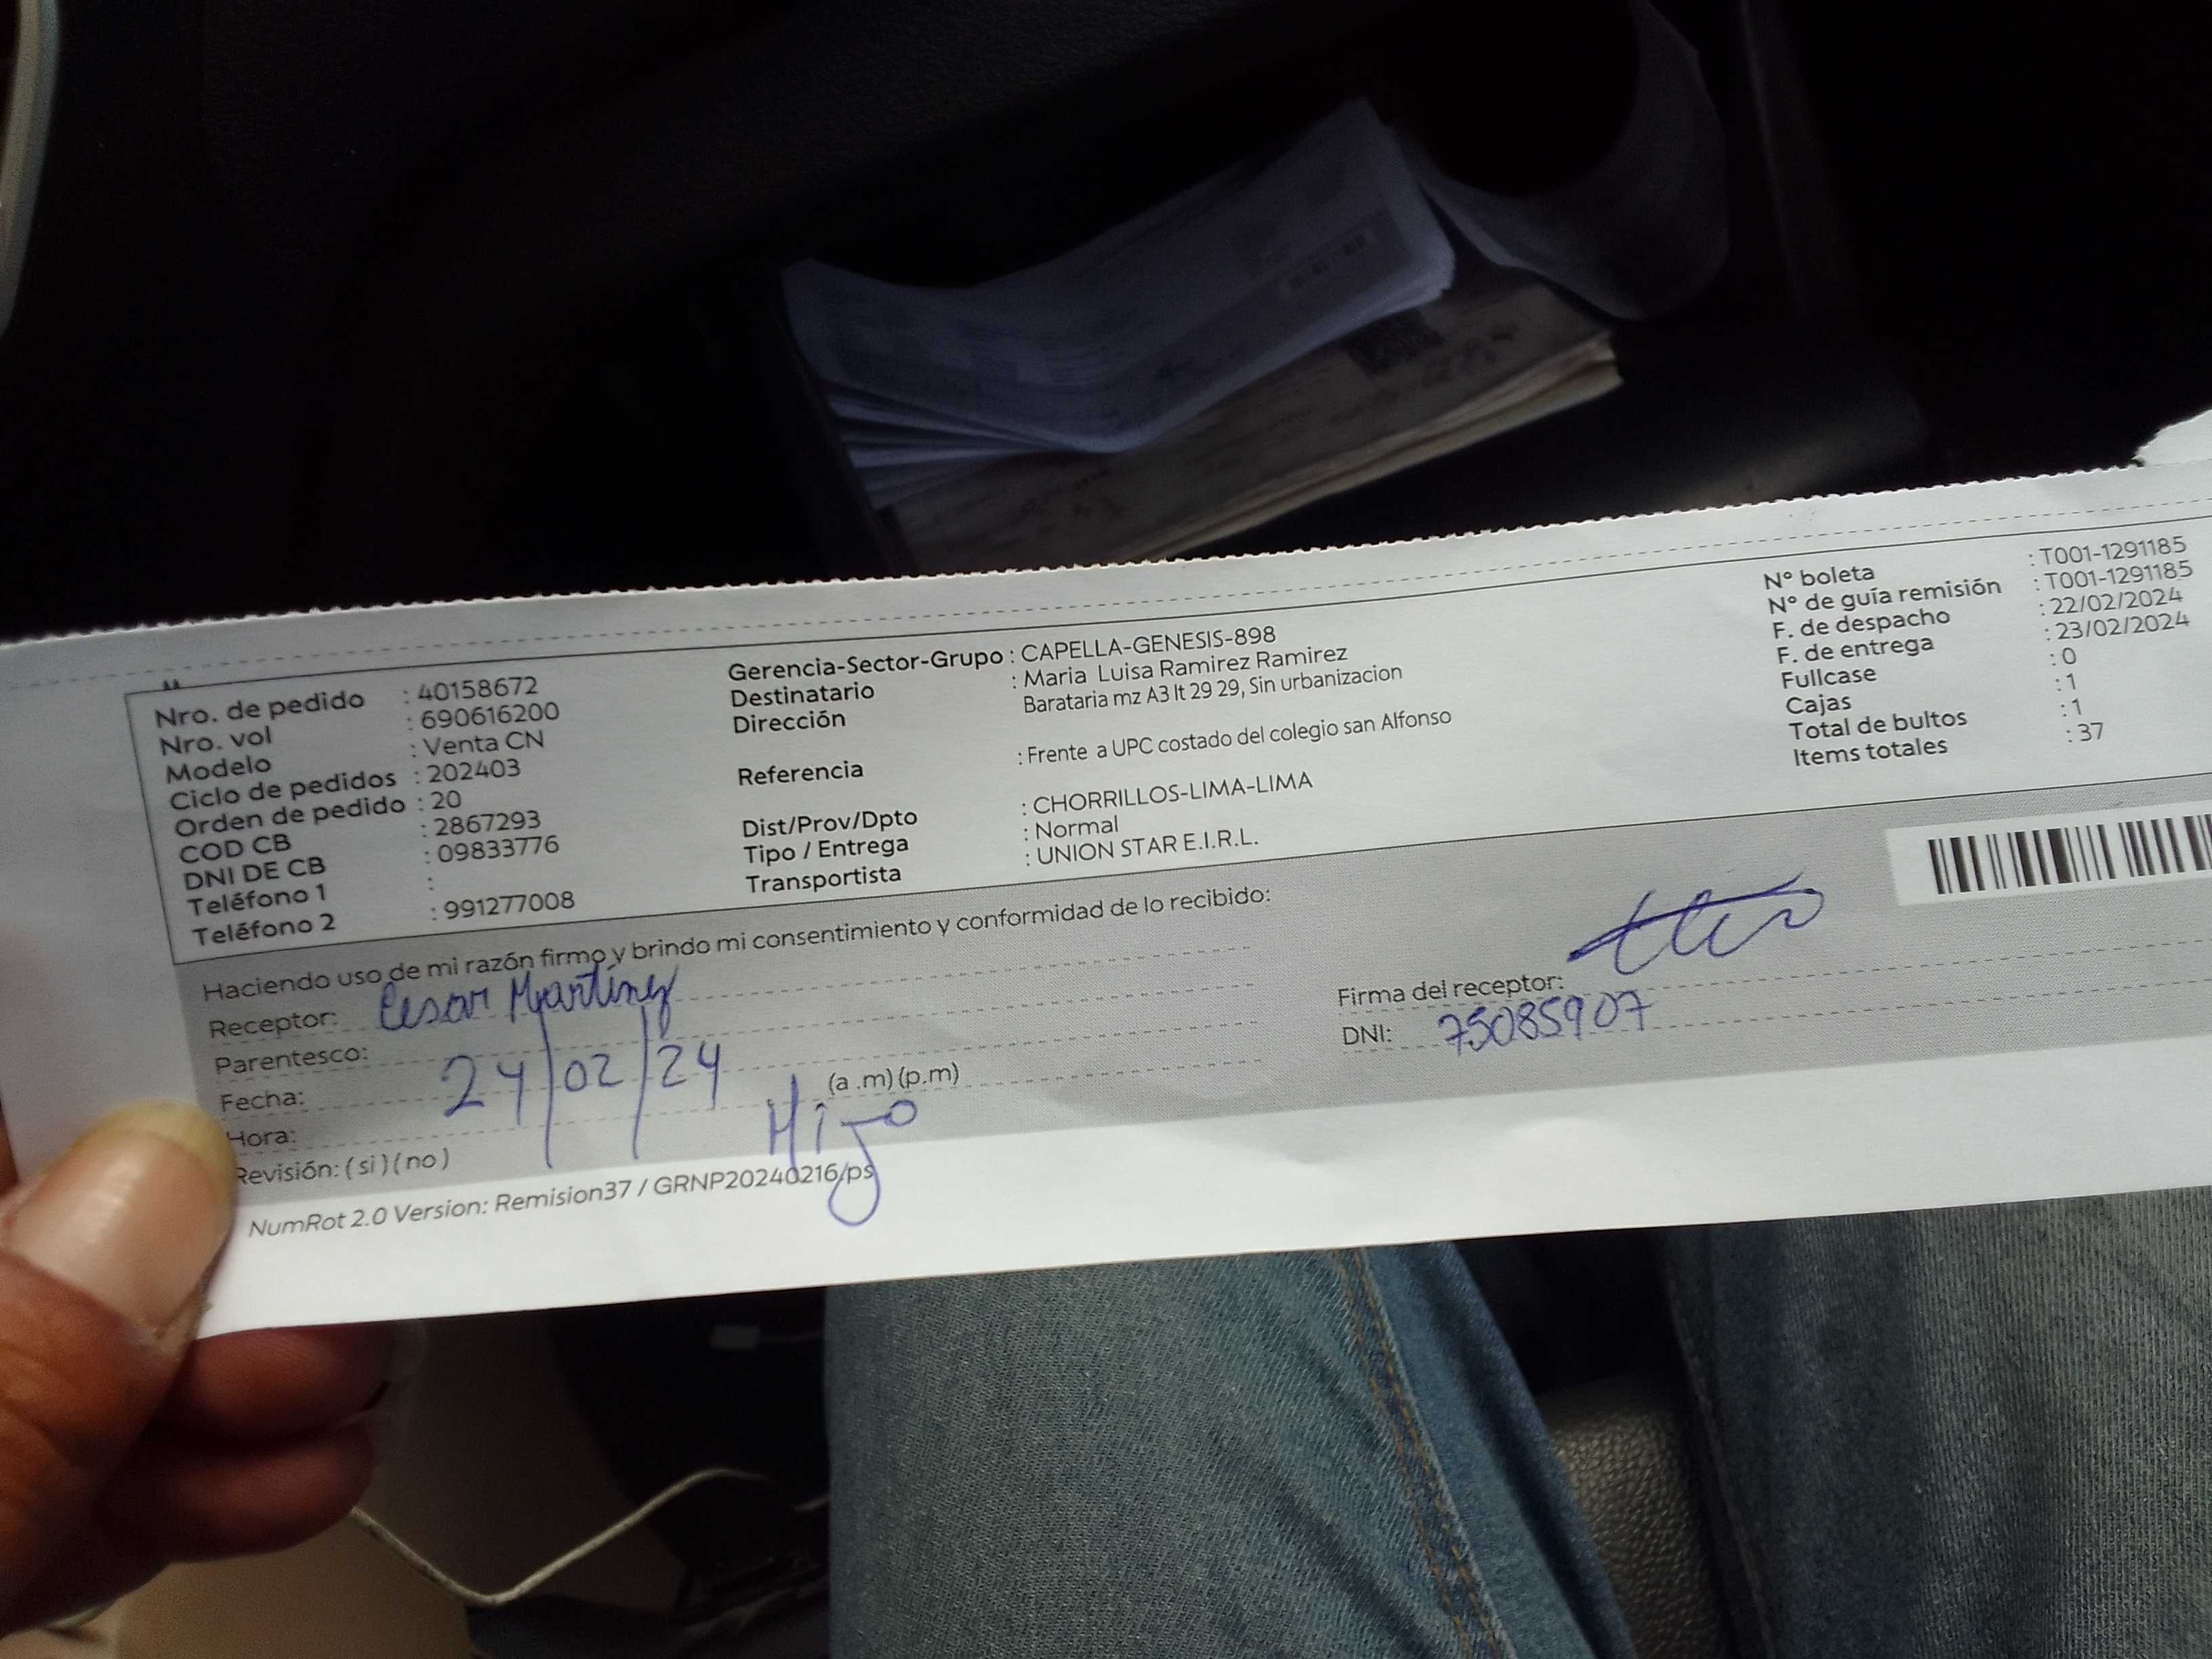 Nro. de pedido : 40158672
Nro. vol : 690616200
Modelo : Venta CN
Ciclo de pedidos : 202403
Orden de pedido : 20
COD CB : 2867293
DNI DE CB : 09833776
Teléfono 1 :
Teléfono 2 : 991277008
Gerencia-Sector-Grupo : CAPELLA-GENESIS-898
Destinatario : Maria Luisa Ramirez Ramirez
Dirección Barataria mz A3 lt 29 29, Sin urbanizacion
Referencia : Frente a UPC costado del colegio san Alfonso
Dist/Prov/Dpto : CHORRILLOS-LIMA-LIMA
Tipo / Entrega : Normal
Transportista : UNION STAR E.I.R.L.
N° boleta : T001-1291185
N° de guía remisión : T001-1291185
F. de despacho : 22/02/2024
F. de entrega : 23/02/2024
Fullcase : 0
Cajas : 1
Total de bultos : 1
Items totales : 37
Haciendo uso de mi razón firmo y brindo mi consentimiento y conformidad de lo recibido:
Receptor: Cesar Martinez
Parentesco:
Fecha: 24/02/24
Hora: (a.m)(p.m)
Hijo
Revisión: (si)(no)
Firma del receptor:
DNI: 75085907
NumRot 2.0 Version: Remision37 / GRNP20240216/ps